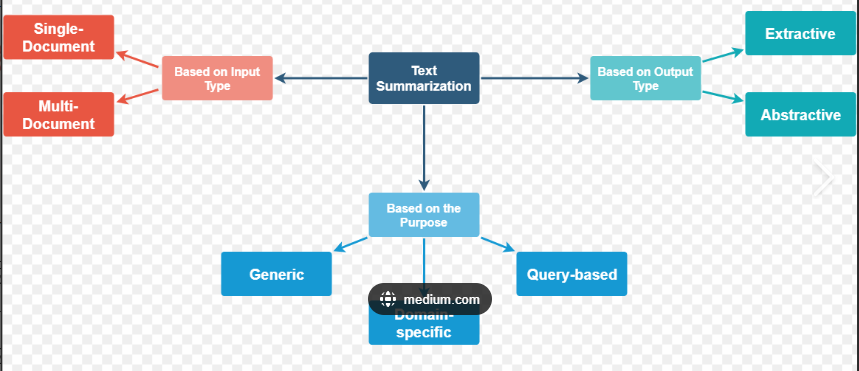 Single-
Document
Multi-
Document
Based on Input
Type
Text
Summarization
Based on Output
Type
Extractive
Abstractive
Based on the
Purpose
Generic
medium.com
Domain-
specific
Query-based